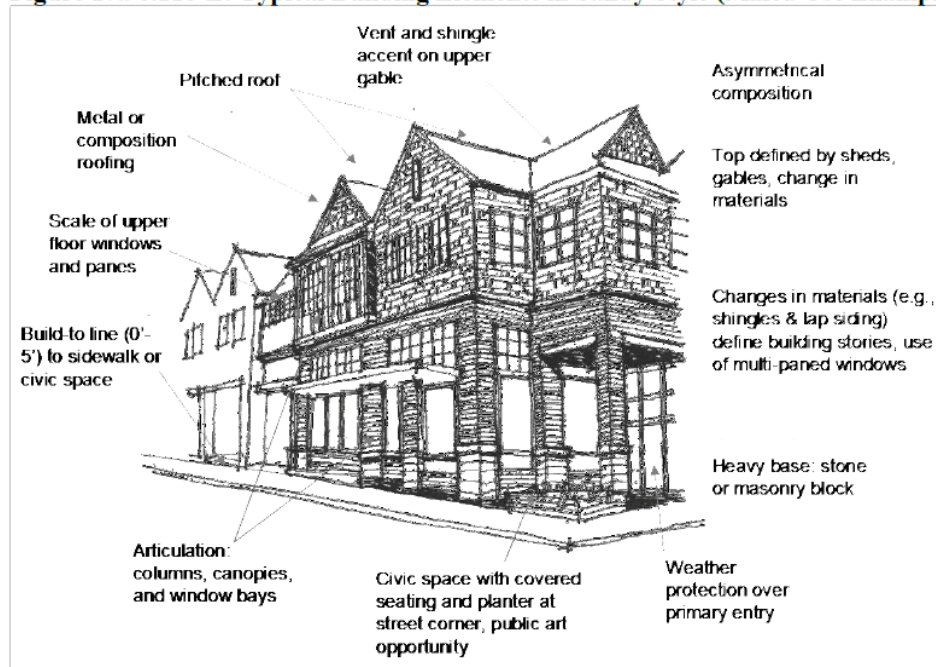 Vent and shingle
accent on upper
gable
Pitched roof
Asymmetrical
composition
Metal or
composition
roofing
Top defined by sheds,
gables, change in
materials
Scale of upper
floor windows
and panes
Changes in materials (e.g.,
shingles & lap siding)
define building stories, use
of multi-paned windows
Build-to line (0'-
5') to sidewalk or
civic space
Heavy base: stone
or masonry block
Articulation:
columns, canopies,
and window bays
Civic space with covered
seating and planter at
street corner, public art
opportunity
Weather
protection over
primary entry